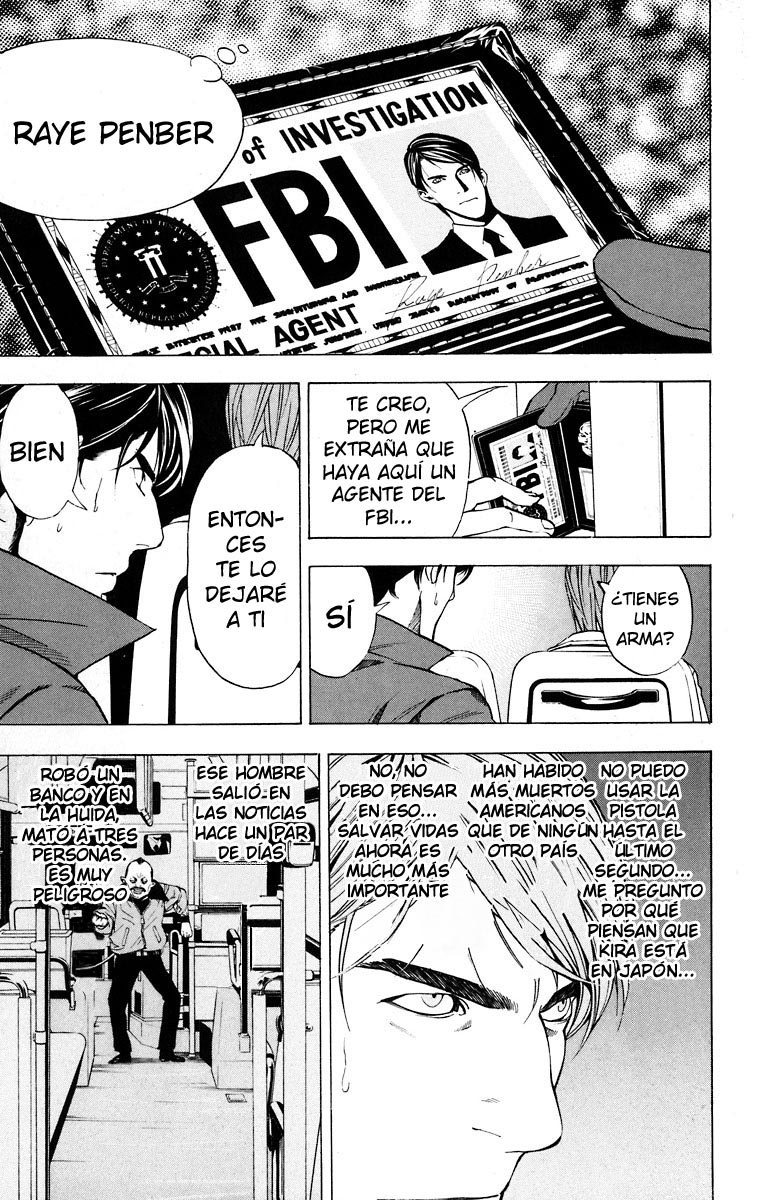 RAYE PENBER
of INVESTIGATION
FBI
Raye Penber
CIAL AGENT
TE CREO,
PERO ME
EXTRAÑA QUE
HAYA AQUÍ UN
AGENTE DEL
FBI...
FBI
ENTON-
CES
TE LO
DEJARÉ
A TI
BIEN
¿TIENES
UN
ARMA?
SÍ
NO PUEDO
USAR LA
PISTOLA
HASTA EL
ÚLTIMO
SEGUNDO...
ME PREGUNTO
POR QUÉ
PIENSAN QUE
KIRA ESTÁ
EN JAPÓN...
HAN HABIDO
MÁS MUERTOS
AMERICANOS
QUE DE NINGÚN
OTRO PAÍS
NO, NO
DEBO PENSAR
EN ESO...
SALVAR VIDAS
AHORA ES
MUCHO MÁS
IMPORTANTE
ESE HOMBRE
SALIÓ EN
LAS NOTICIAS
HACE UN PAR
DE DÍAS
ROBÓ UN
BANCO Y EN
LA HUIDA,
MATÓ A TRES
PERSONAS.
ES MUY
PELIGROSO